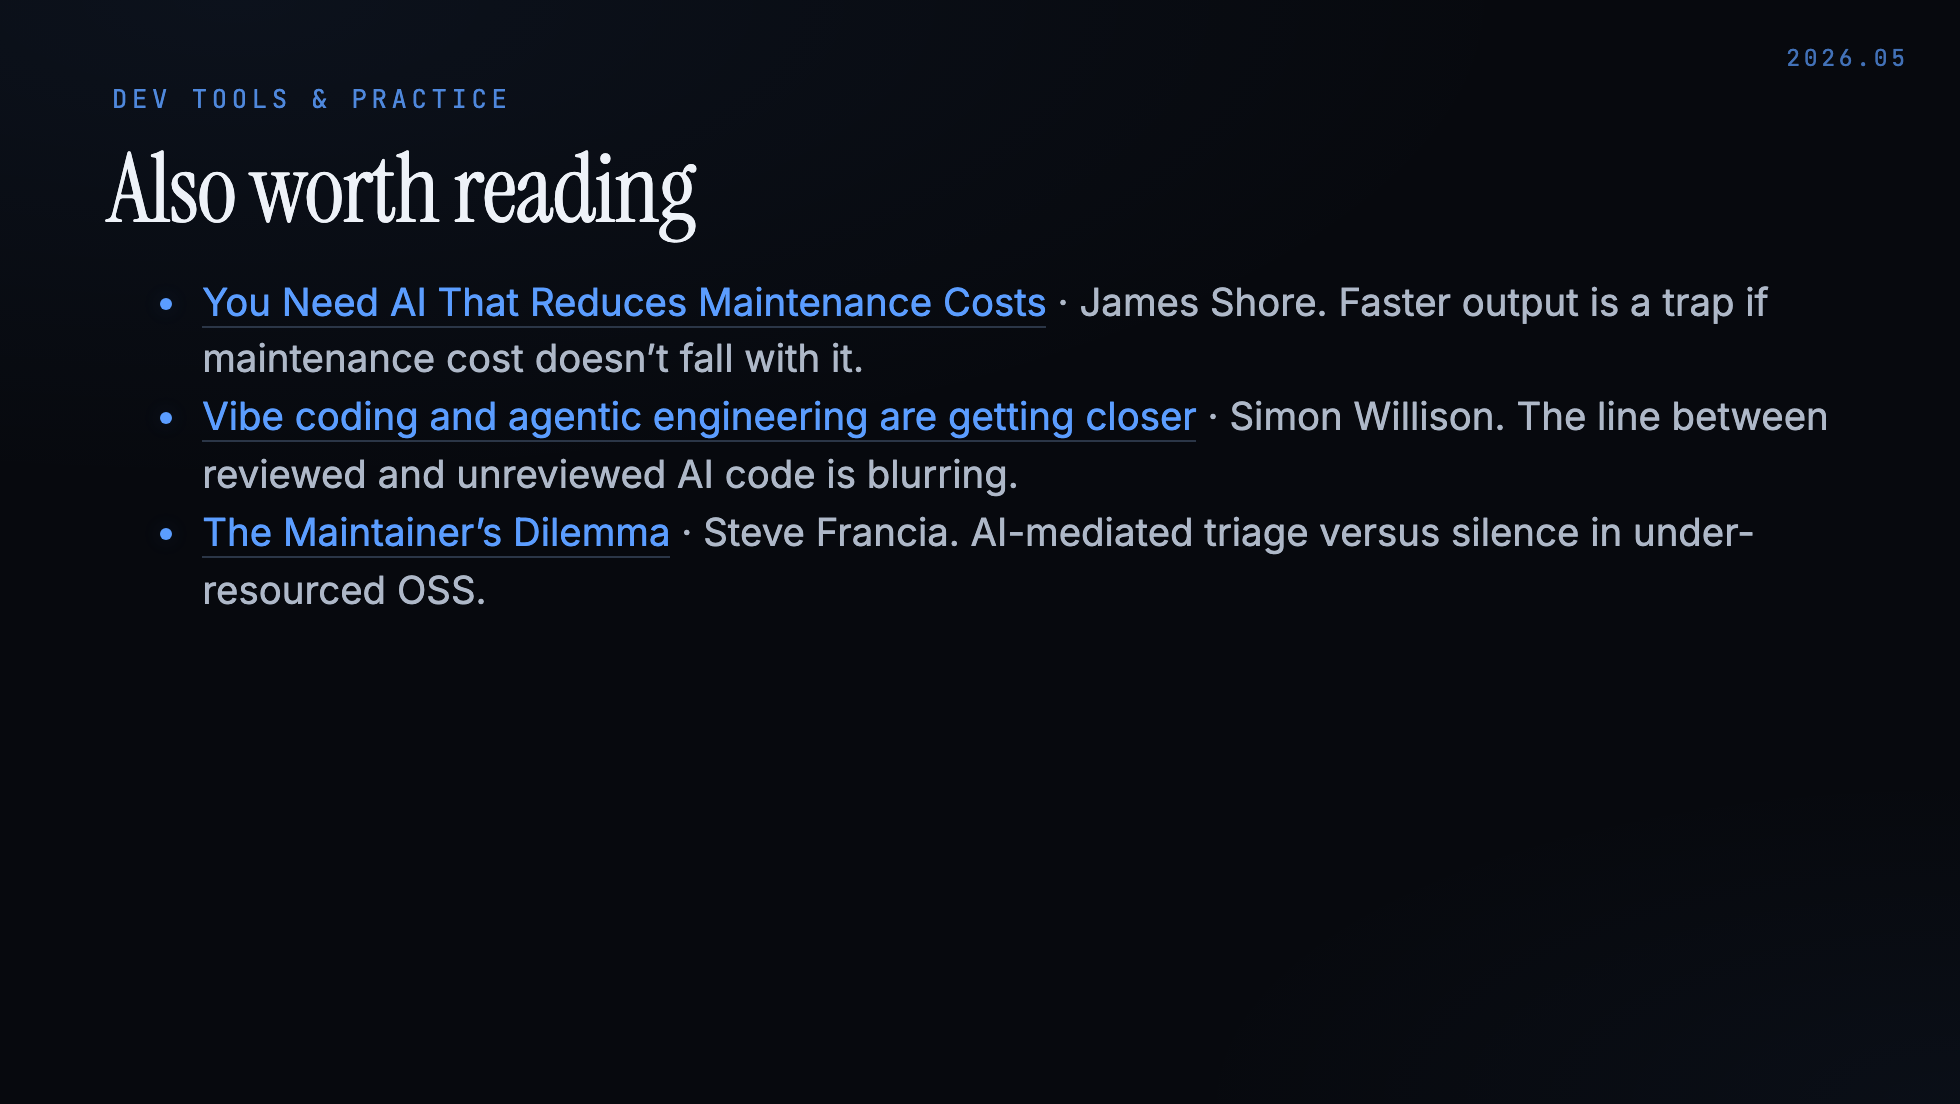 2026.05
DEV TOOLS & PRACTICE
Also worth reading
• You Need AI That Reduces Maintenance Costs · James Shore. Faster output is a trap if
maintenance cost doesn’t fall with it.
• Vibe coding and agentic engineering are getting closer · Simon Willison. The line between
reviewed and unreviewed AI code is blurring.
• The Maintainer’s Dilemma · Steve Francia. AI-mediated triage versus silence in under-
resourced OSS.